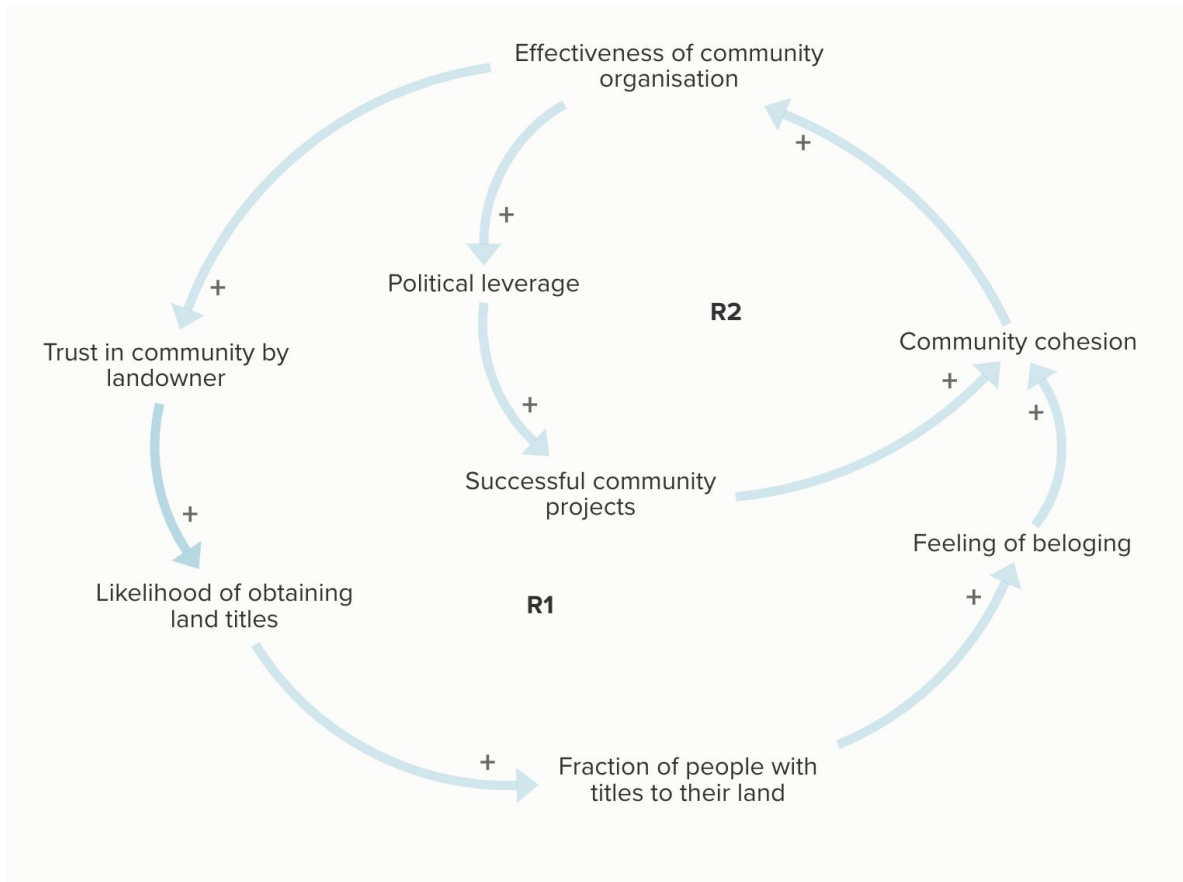 Effectiveness of community
organisation
+
+
+
Political leverage
R2
Community cohesion
Trust in community by
landowner
+
+
+
Successful community
projects
+
Feeling of beloging
Likelihood of obtaining
land titles
R1
+
+
Fraction of people with
titles to their land